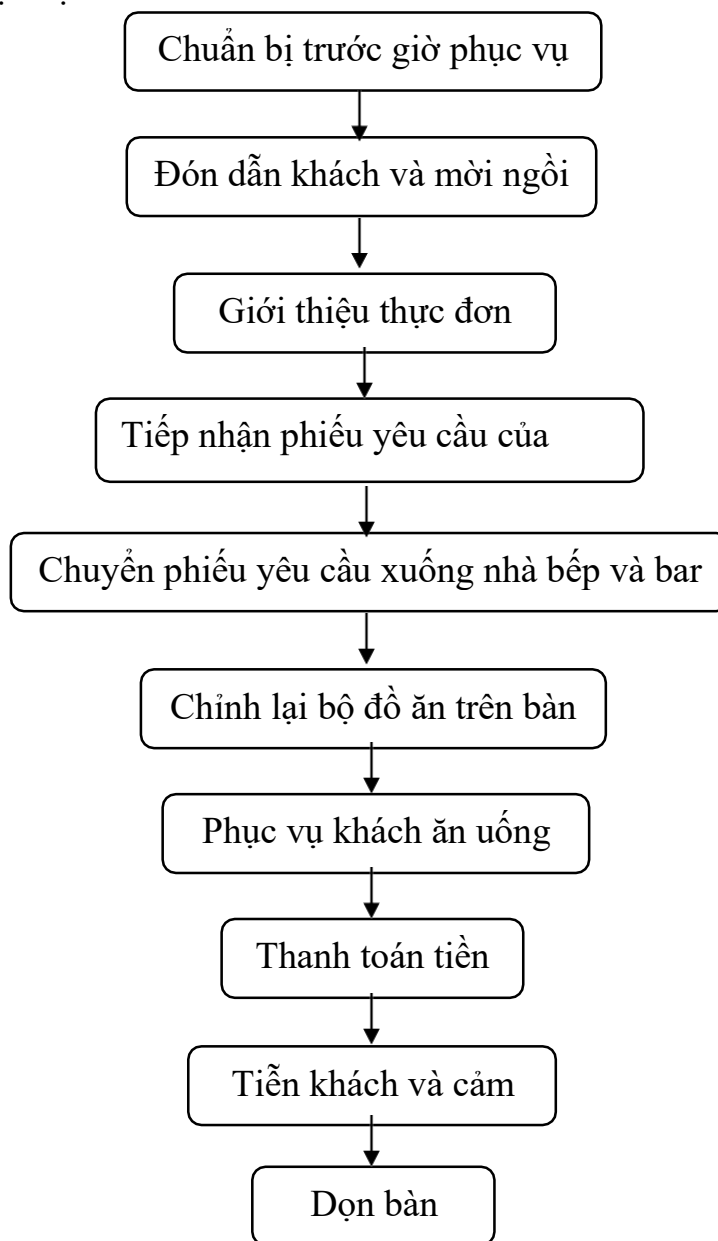 Chuẩn bị trước giờ phục vụ
Đón dẫn khách và mời ngồi
Giới thiệu thực đơn
Tiếp nhận phiếu yêu cầu của
Chuyển phiếu yêu cầu xuống nhà bếp và bar
Chỉnh lại bộ đồ ăn trên bàn
Phục vụ khách ăn uống
Thanh toán tiền
Tiễn khách và cảm
Dọn bàn